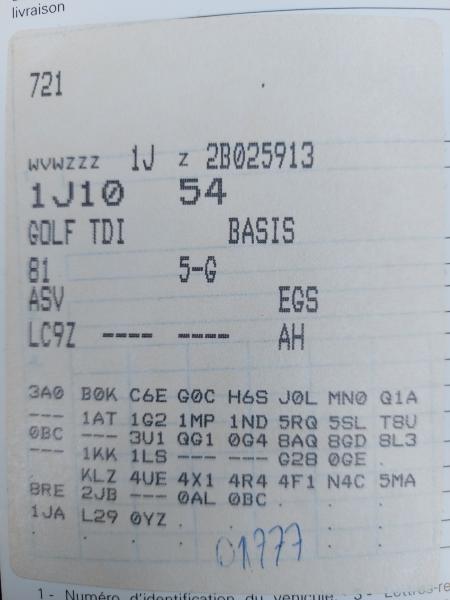 livraison
721
WVWZZZ 1J Z 2B025913
1J10 54
GOLF TDI BASIS
81 5-G
ASV EGS
LC9Z ---- ---- AH
3A0 B0K C6E G0C H6S J0L MN0 Q1A
--- 1AT 1G2 1MP 1ND 5RQ 5SL T8U
0BC --- 3U1 QG1 0G4 8AQ 8GD 8L3
--- 1KK 1LS --- --- G28 0GE .
. KLZ 4UE 4X1 4R4 4F1 N4C 5MA
8RE 2JB --- 0AL 0BC . . .
1JA L29 0YZ . . . . .
. . . . . . .
01777
1 - Numéro d'identification du véhicule. 3 -